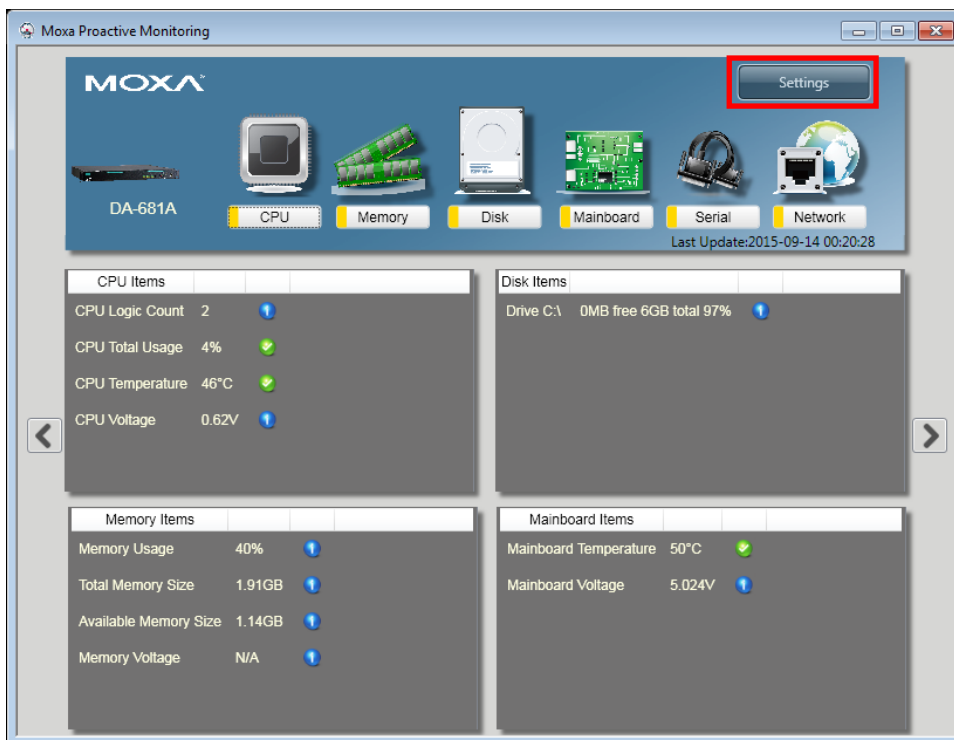 Moxa Proactive Monitoring
MOXA
Settings
DA-681A
CPU
Memory
Disk
Mainboard
Serial
Network
Last Update:2015-09-14 00:20:28
CPU Items
CPU Logic Count 2
CPU Total Usage 4%
CPU Temperature 46°C
CPU Voltage 0.62V
Disk Items
Drive C:\ 0MB free 6GB total 97%
Memory Items
Memory Usage 40%
Total Memory Size 1.91GB
Available Memory Size 1.14GB
Memory Voltage N/A
Mainboard Items
Mainboard Temperature 50°C
Mainboard Voltage 5.024V